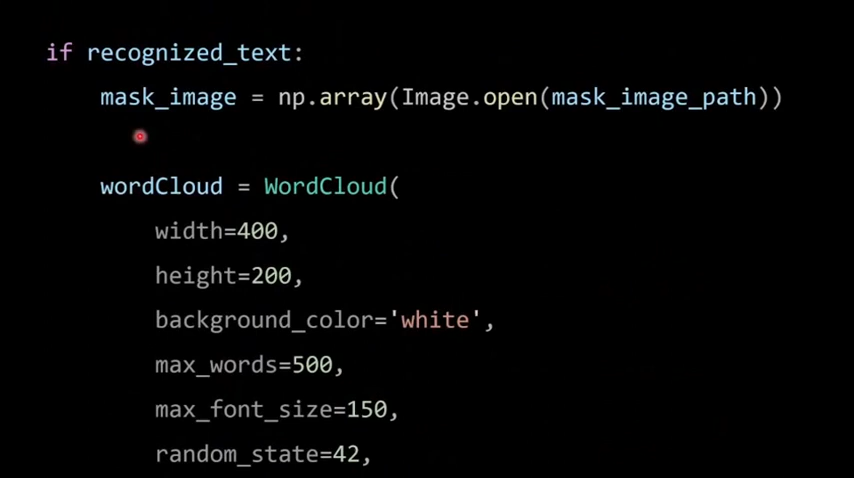 if recognized_text:
mask_image = np.array(Image.open(mask_image_path))
wordCloud = WordCloud(
width=400,
height=200,
background_color='white',
max_words=500,
max_font_size=150,
random_state=42,